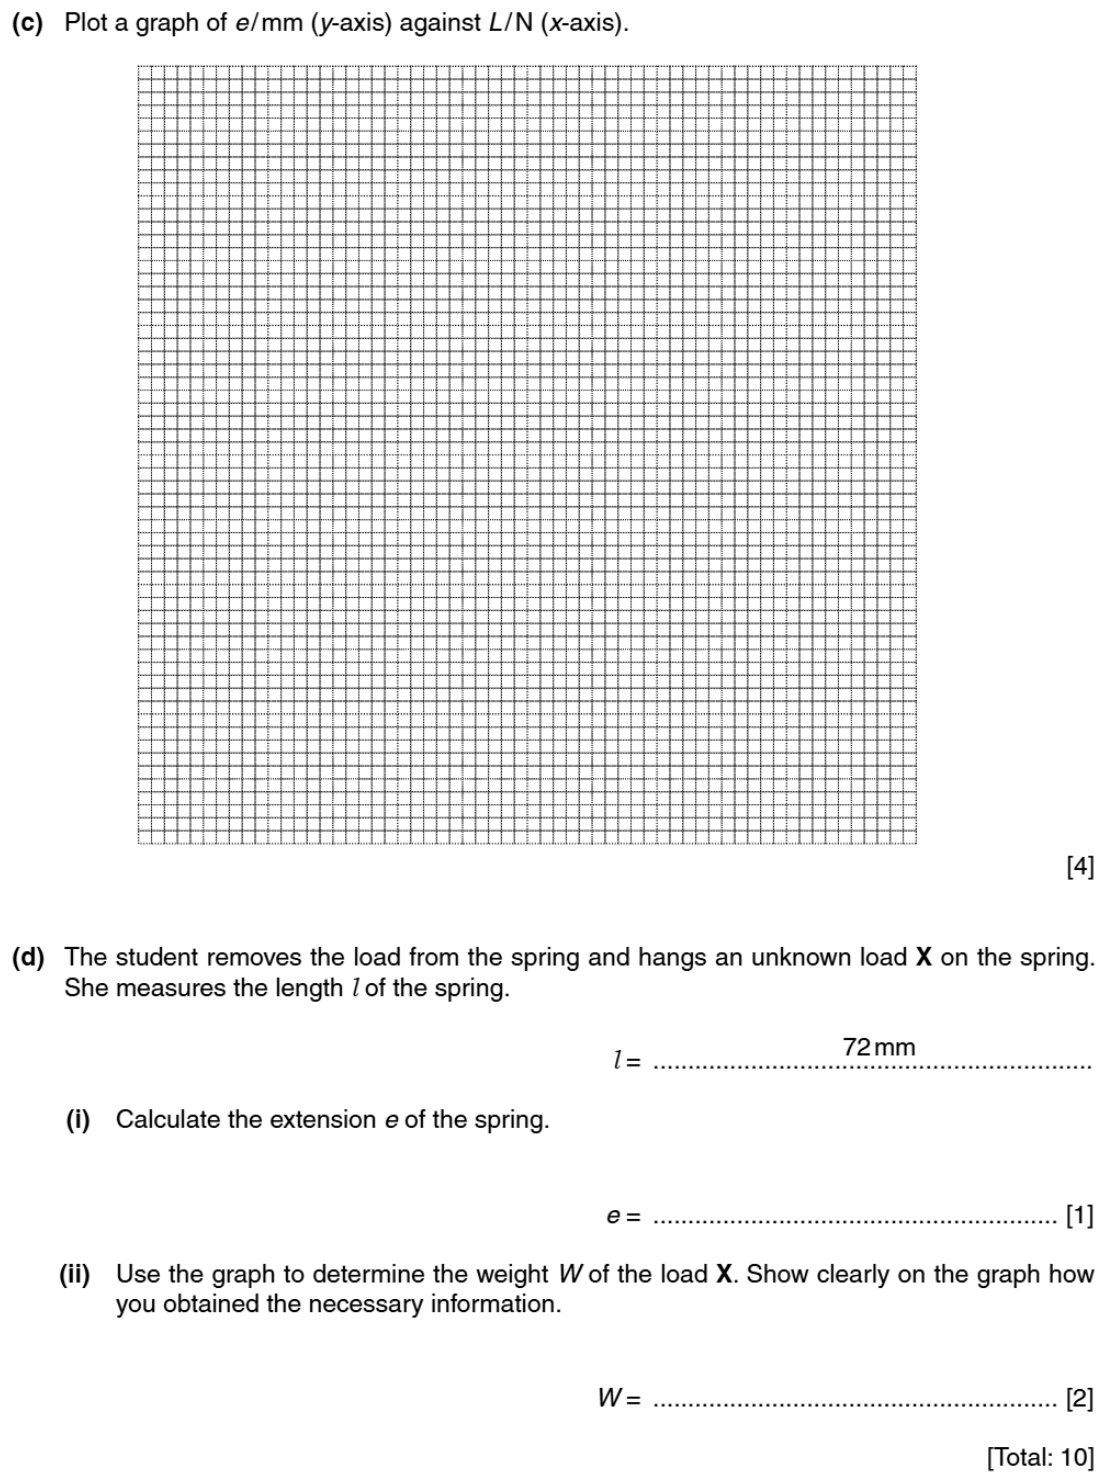 (c) Plot a graph of e/mm (y-axis) against L/N (x-axis).
[4]
(d) The student removes the load from the spring and hangs an unknown load X on the spring.
She measures the length l of the spring.
l = ........................ 72 mm ........................
(i) Calculate the extension e of the spring.
e = ........................................................ [1]
(ii) Use the graph to determine the weight W of the load X. Show clearly on the graph how
you obtained the necessary information.
W = ........................................................ [2]
[Total: 10]